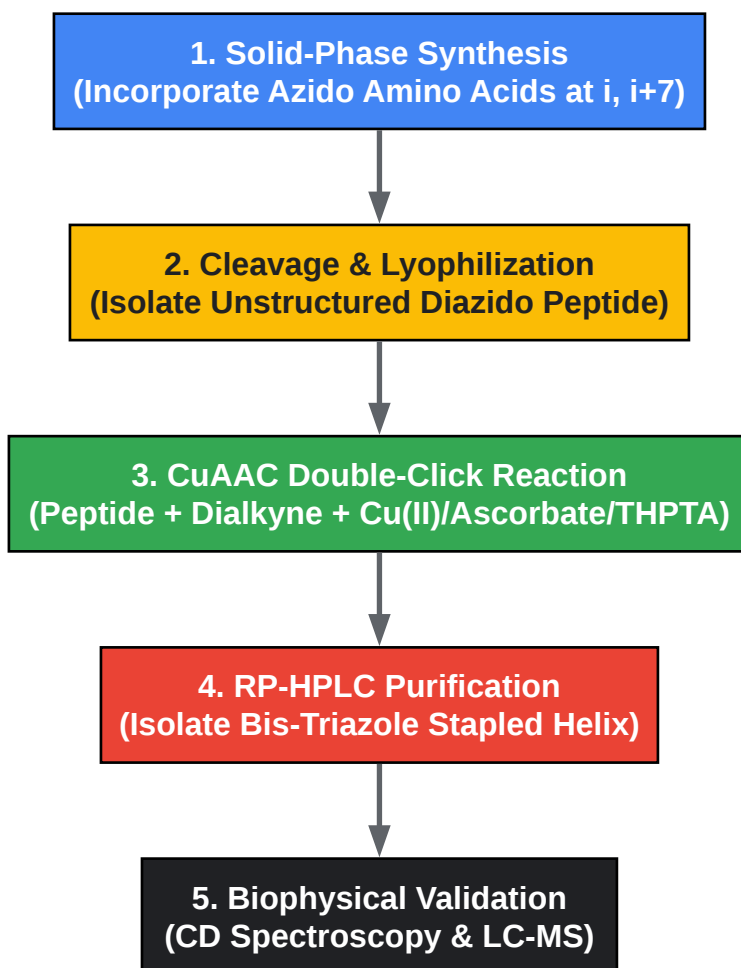 1. Solid-Phase Synthesis
(Incorporate Azido Amino Acids at i, i+7)
2. Cleavage & Lyophilization
(Isolate Unstructured Diazido Peptide)
3. CuAAC Double-Click Reaction
(Peptide + Dialkyne + Cu(II)/Ascorbate/THPTA)
4. RP-HPLC Purification
(Isolate Bis-Triazole Stapled Helix)
5. Biophysical Validation
(CD Spectroscopy & LC-MS)